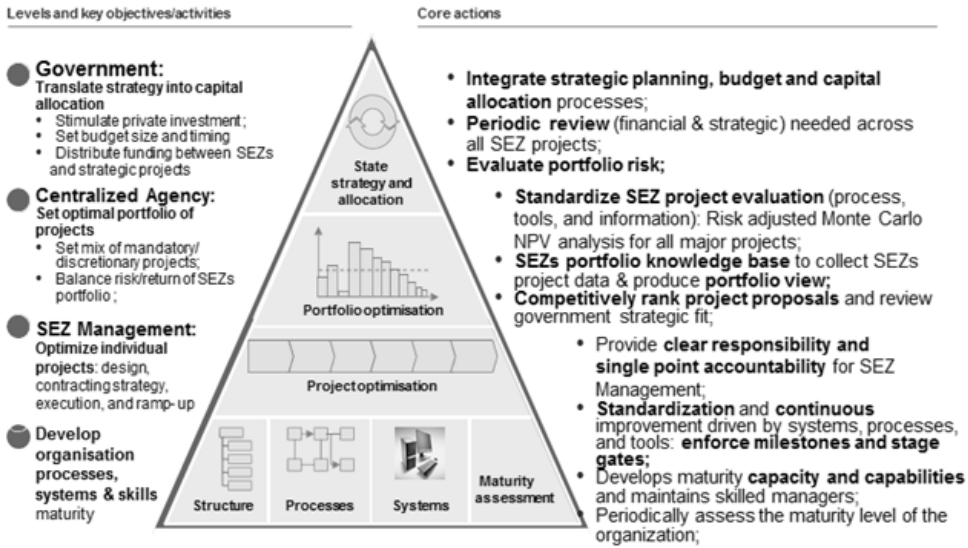 Levels and key objectives/activities
Core actions
Government:
Translate strategy into capital
allocation
• Stimulate private investment;
• Set budget size and timing
• Distribute funding between SEZs
and strategic projects
Centralized Agency:
Set optimal portfolio of
projects
• Set mix of mandatory/
discretionary projects;
• Balance risk/return of SEZs
portfolio ;
SEZ Management:
Optimize individual
projects: design,
contracting strategy,
execution, and ramp-up
Develop
organisation
processes,
systems & skills
maturity
State
strategy and
allocation
Portfolio optimisation
Project optimisation
Structure
Processes
Systems
Maturity
assessment
• Integrate strategic planning, budget and capital
allocation processes;
• Periodic review (financial & strategic) needed across
all SEZ projects;
• Evaluate portfolio risk;
• Standardize SEZ project evaluation (process,
tools, and information): Risk adjusted Monte Carlo
NPV analysis for all major projects;
• SEZs portfolio knowledge base to collect SEZs
project data & produce portfolio view;
• Competitively rank project proposals and review
government strategic fit;
• Provide clear responsibility and
single point accountability for SEZ
Management;
• Standardization and continuous
improvement driven by systems, processes,
and tools: enforce milestones and stage
gates;
• Develops maturity capacity and capabilities
and maintains skilled managers;
• Periodically assess the maturity level of the
organization;